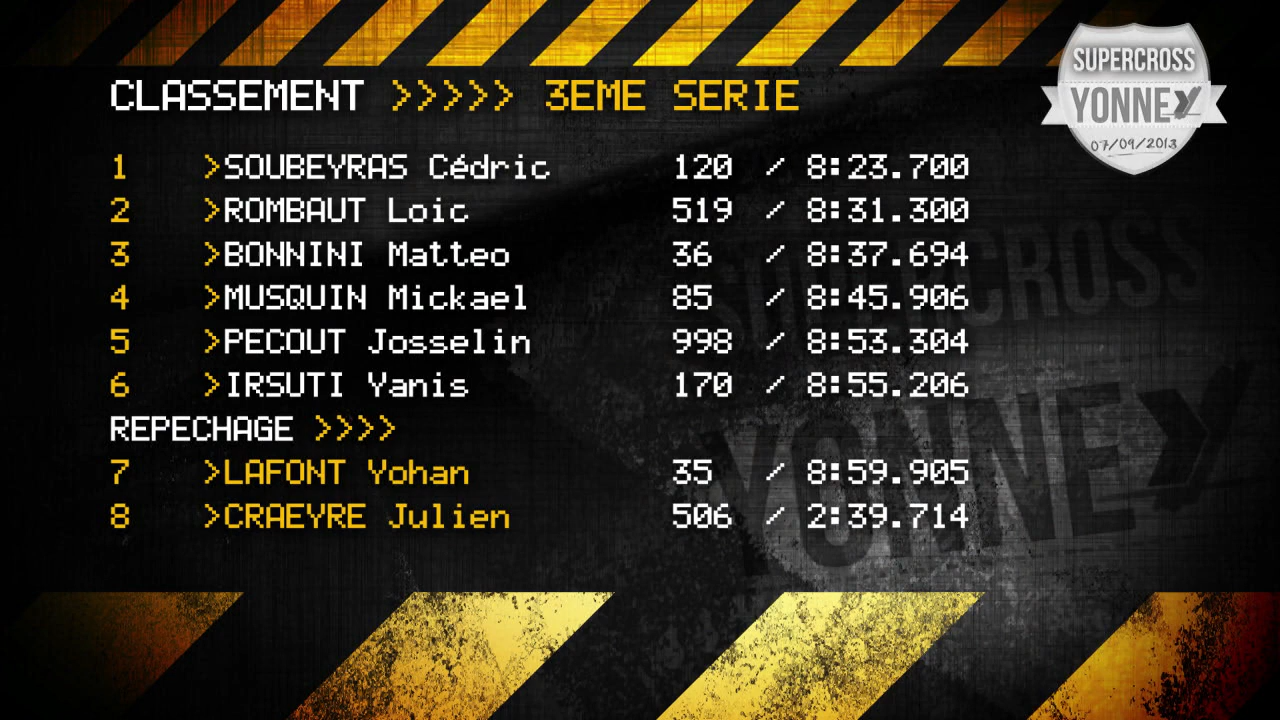 CLASSEMENT >>>>> 3EME SERIE
SUPERCROSS
YONNE
07/09/2013
1 >SOUBEYRAS Cédric 120 / 8:23.700
2 >ROMBAUT Loic 519 / 8:31.300
3 >BONNINI Matteo 36 / 8:37.694
4 >MUSQUIN Mickael 85 / 8:45.906
5 >PECOUT Josselin 998 / 8:53.304
6 >IRSUTI Yanis 170 / 8:55.206
REPECHAGE >>>>
7 >LAFONT Yohan 35 / 8:59.905
8 >CRAEYRE Julien 506 / 2:39.714
SUPERCROSS
YONNE